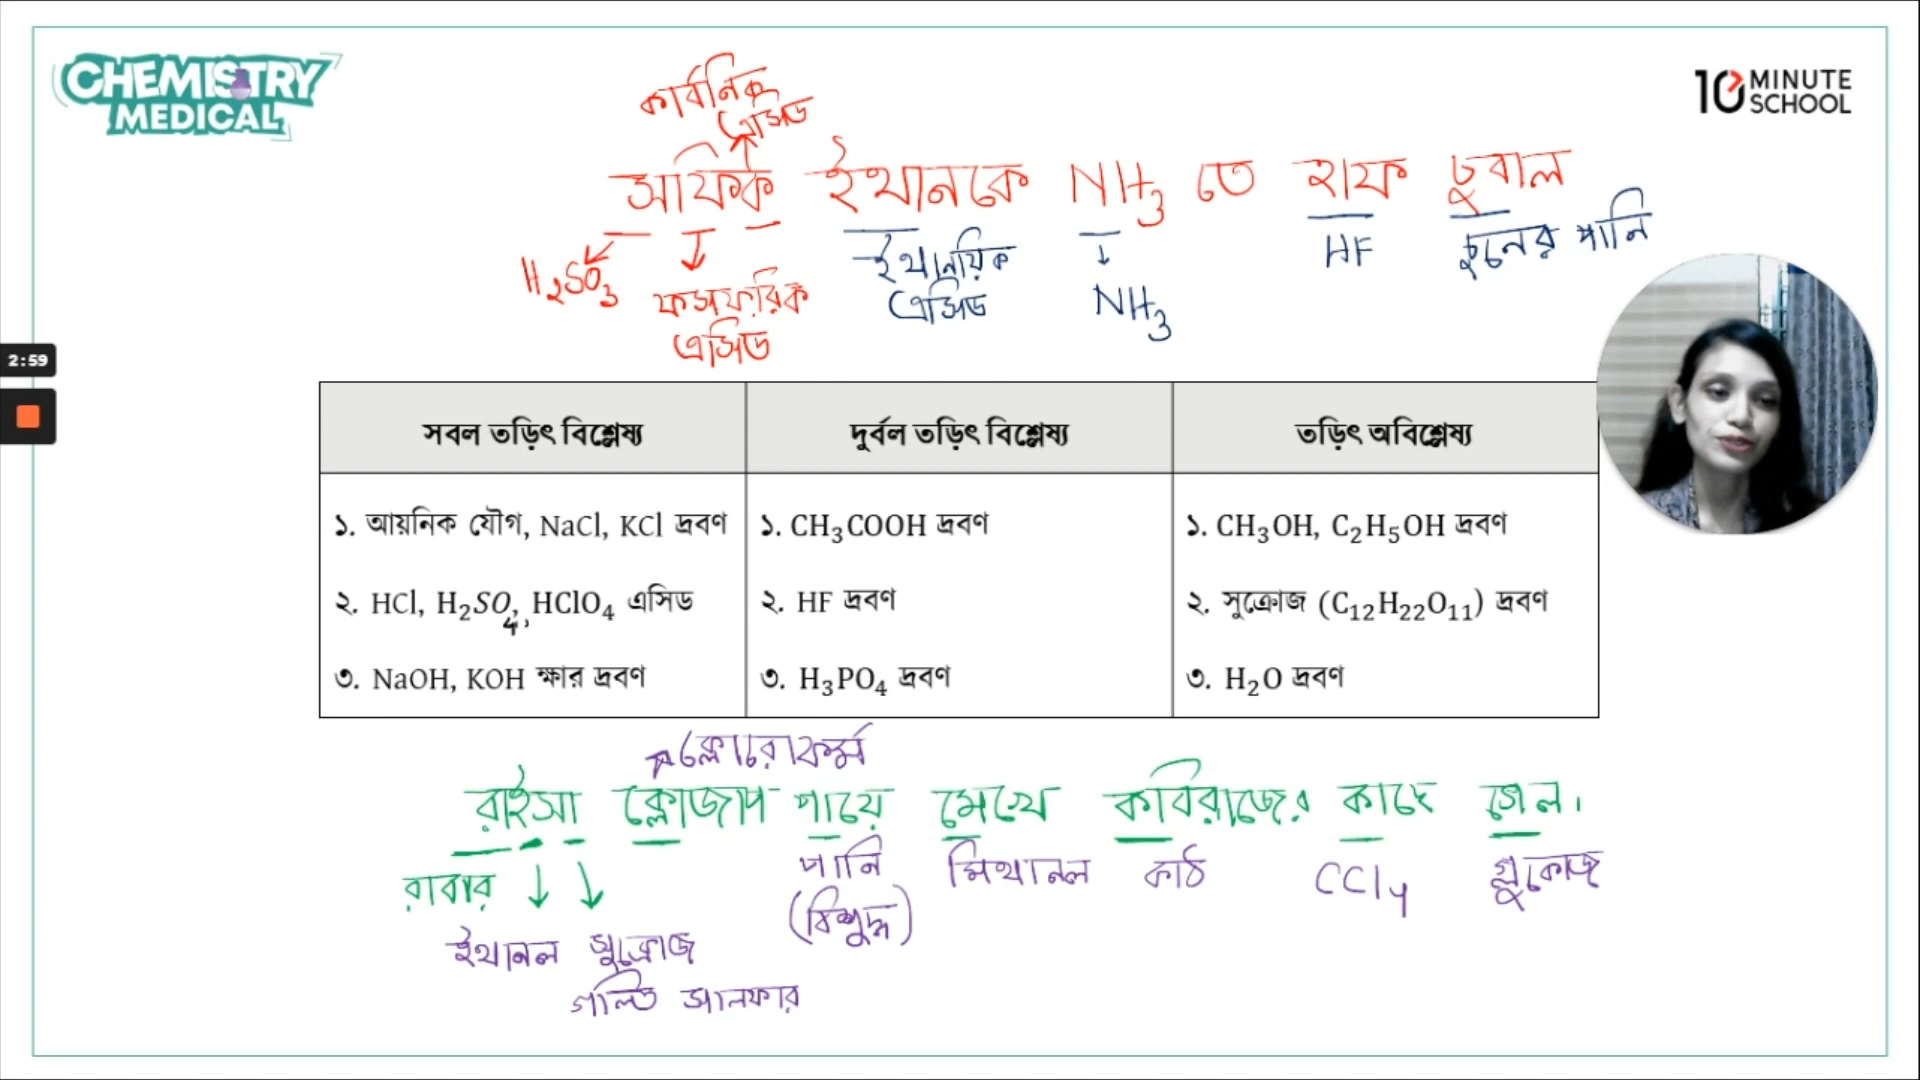 CHEMISTRY
MEDICAL
10 MINUTE
SCHOOL
কার্বনিক
এসিড
সাফিক ইথানকে NH3 তে হাফ চুবাল
H2SO3
ফসফরিক
এসিড
ইথানয়িক
এসিড
NH3
HF
চুনের পানি
2:59
সবল তড়িৎ বিশ্লেষ্য
দুর্বল তড়িৎ বিশ্লেষ্য
তড়িৎ অবিশ্লেষ্য
১. আয়নিক যৌগ, NaCl, KCl দ্রবণ
১. CH3COOH দ্রবণ
১. CH3OH, C2H5OH দ্রবণ
২. HCl, H2SO4, HClO4 এসিড
২. HF দ্রবণ
২. সুক্রোজ (C12H22O11) দ্রবণ
৩. NaOH, KOH ক্ষার দ্রবণ
৩. H3PO4 দ্রবণ
৩. H2O দ্রবণ
ক্লোরোফর্ম
রাইসা ক্লোজাপ পায়ে মেখে কবিরাজের কাছে গেল।
রাবার
পানি
(বিশুদ্ধ)
মিথানল
কাঠ
CCl4
গ্লুকোজ
ইথানল সুক্রোজ
গলিত সালফার